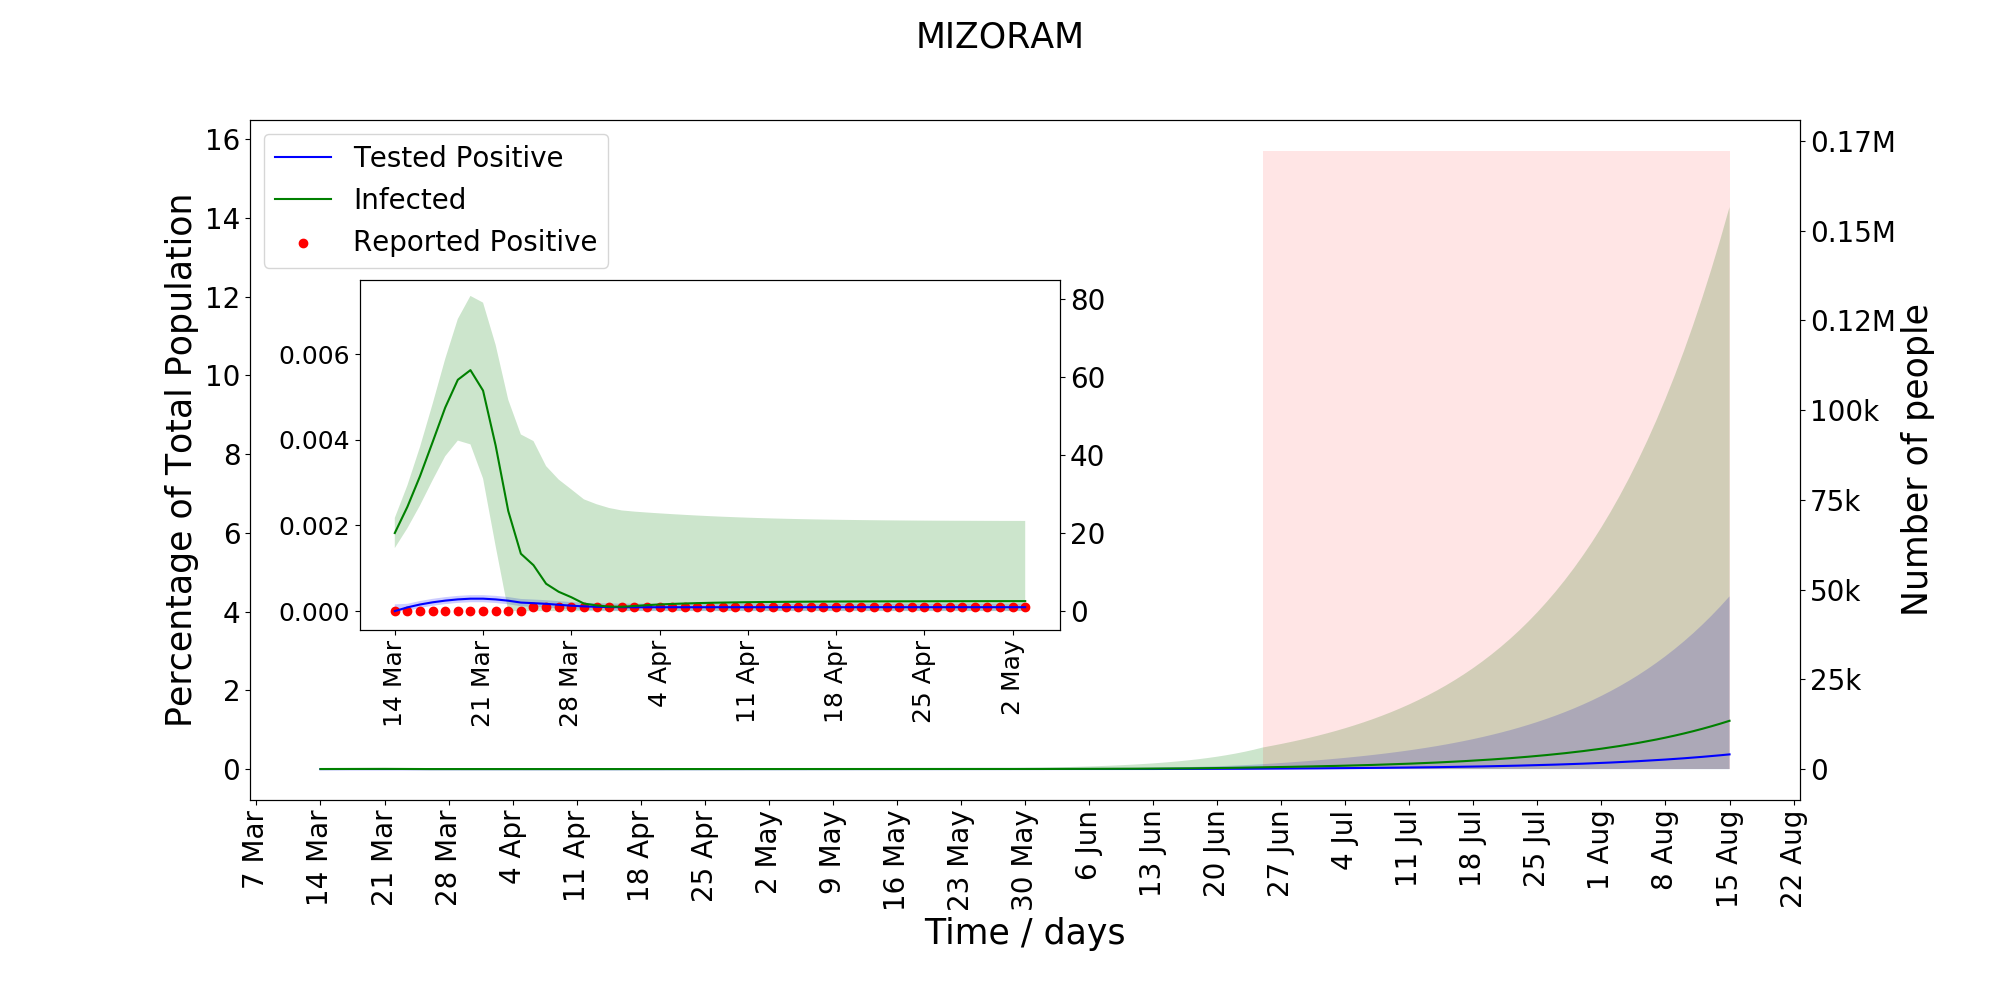 MIZORAM
Tested Positive
Infected
Reported Positive
Percentage of Total Population
16
14
12
10
8
6
4
2
0
0.17M
0.15M
0.12M
100k
75k
50k
25k
0
Number of people
0.006
0.004
0.002
0.000
80
60
40
20
0
14 Mar
21 Mar
28 Mar
4 Apr
11 Apr
18 Apr
25 Apr
2 May
7 Mar
14 Mar
21 Mar
28 Mar
4 Apr
11 Apr
18 Apr
25 Apr
2 May
9 May
16 May
23 May
30 May
6 Jun
13 Jun
20 Jun
27 Jun
4 Jul
11 Jul
18 Jul
25 Jul
1 Aug
8 Aug
15 Aug
22 Aug
Time / days